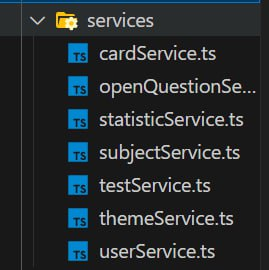 services
TS cardService.ts
TS openQuestionSe...
TS statisticService.ts
TS subjectService.ts
TS testService.ts
TS themeService.ts
TS userService.ts